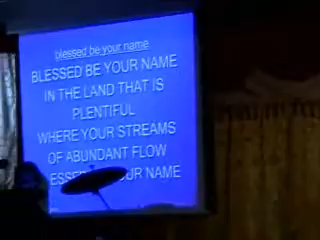 blessed be your name
BLESSED BE YOUR NAME
IN THE LAND THAT IS
PLENTIFUL
WHERE YOUR STREAMS
OF ABUNDANT FLOW
NAME